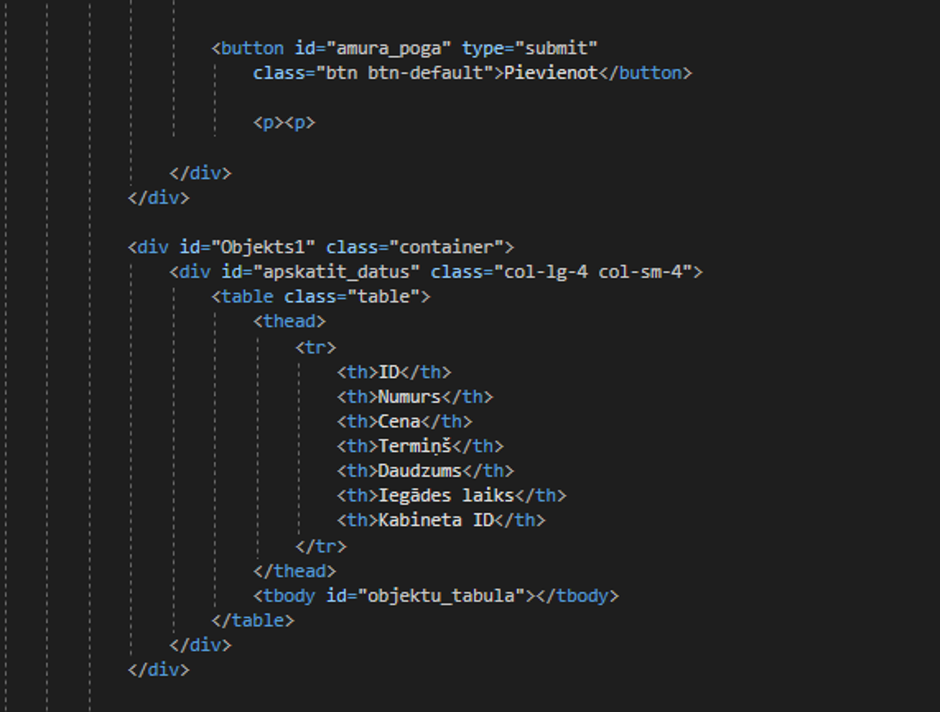 <button id="amura_poga" type="submit"
class="btn btn-default">Pievienot</button>
<p><p>
</div>
</div>
<div id="Objekts1" class="container">
<div id="apskatit_datus" class="col-lg-4 col-sm-4">
<table class="table">
<thead>
<tr>
<th>ID</th>
<th>Numurs</th>
<th>Cena</th>
<th>Termiņš</th>
<th>Daudzums</th>
<th>Iegādes laiks</th>
<th>Kabineta ID</th>
</tr>
</thead>
<tbody id="objektu_tabula"></tbody>
</table>
</div>
</div>